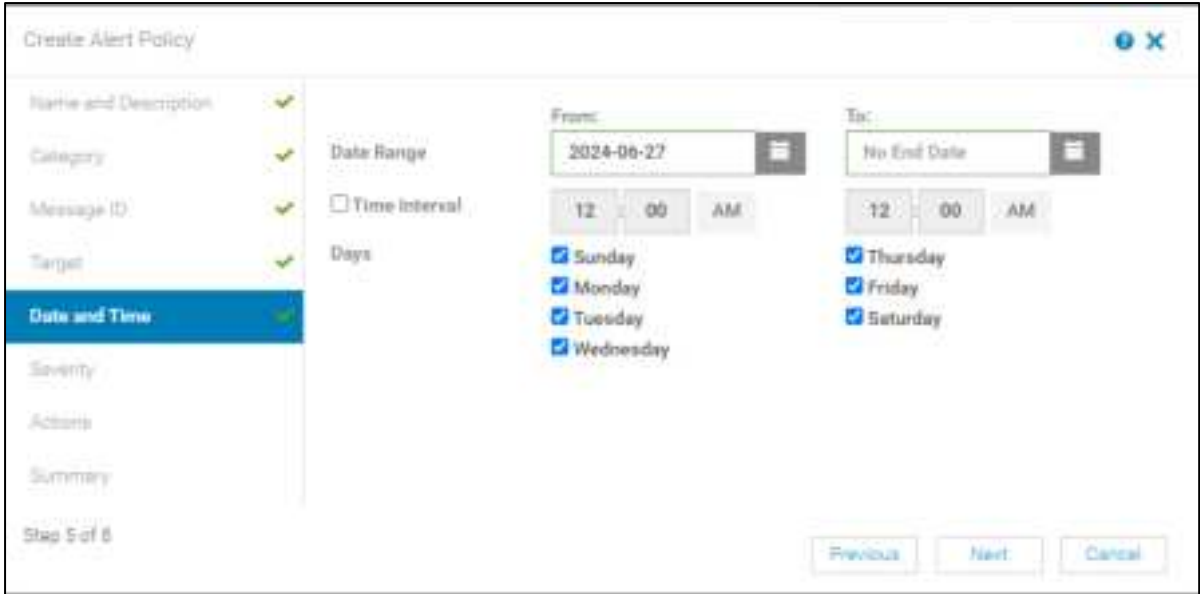 Create Alert Policy
Name and Description
Category
Message ID
Target
Date and Time
Severity
Actions
Summary
From: To:
Date Range 2024-06-27 No End Date
Time Interval 12 : 00 AM 12 : 00 AM
Days
Sunday Thursday
Monday Friday
Tuesday Saturday
Wednesday
Step 5 of 8
Previous Next Cancel